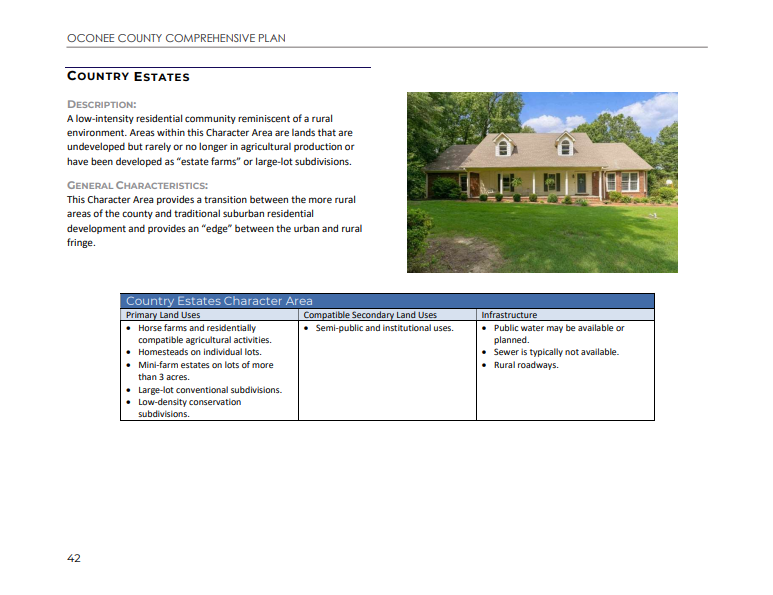 OCONEE COUNTY COMPREHENSIVE PLAN
COUNTRY ESTATES
DESCRIPTION:
A low-intensity residential community reminiscent of a rural
environment. Areas within this Character Area are lands that are
undeveloped but rarely or no longer in agricultural production or
have been developed as “estate farms” or large-lot subdivisions.
GENERAL CHARACTERISTICS:
This Character Area provides a transition between the more rural
areas of the county and traditional suburban residential
development and provides an “edge” between the urban and rural
fringe.
Country Estates Character Area
Primary Land Uses
• Horse farms and residentially
compatible agricultural activities.
• Homesteads on individual lots.
• Mini-farm estates on lots of more
than 3 acres.
• Large-lot conventional subdivisions.
• Low-density conservation
subdivisions.
Compatible Secondary Land Uses
• Semi-public and institutional uses.
Infrastructure
• Public water may be available or
planned.
• Sewer is typically not available.
• Rural roadways.
42